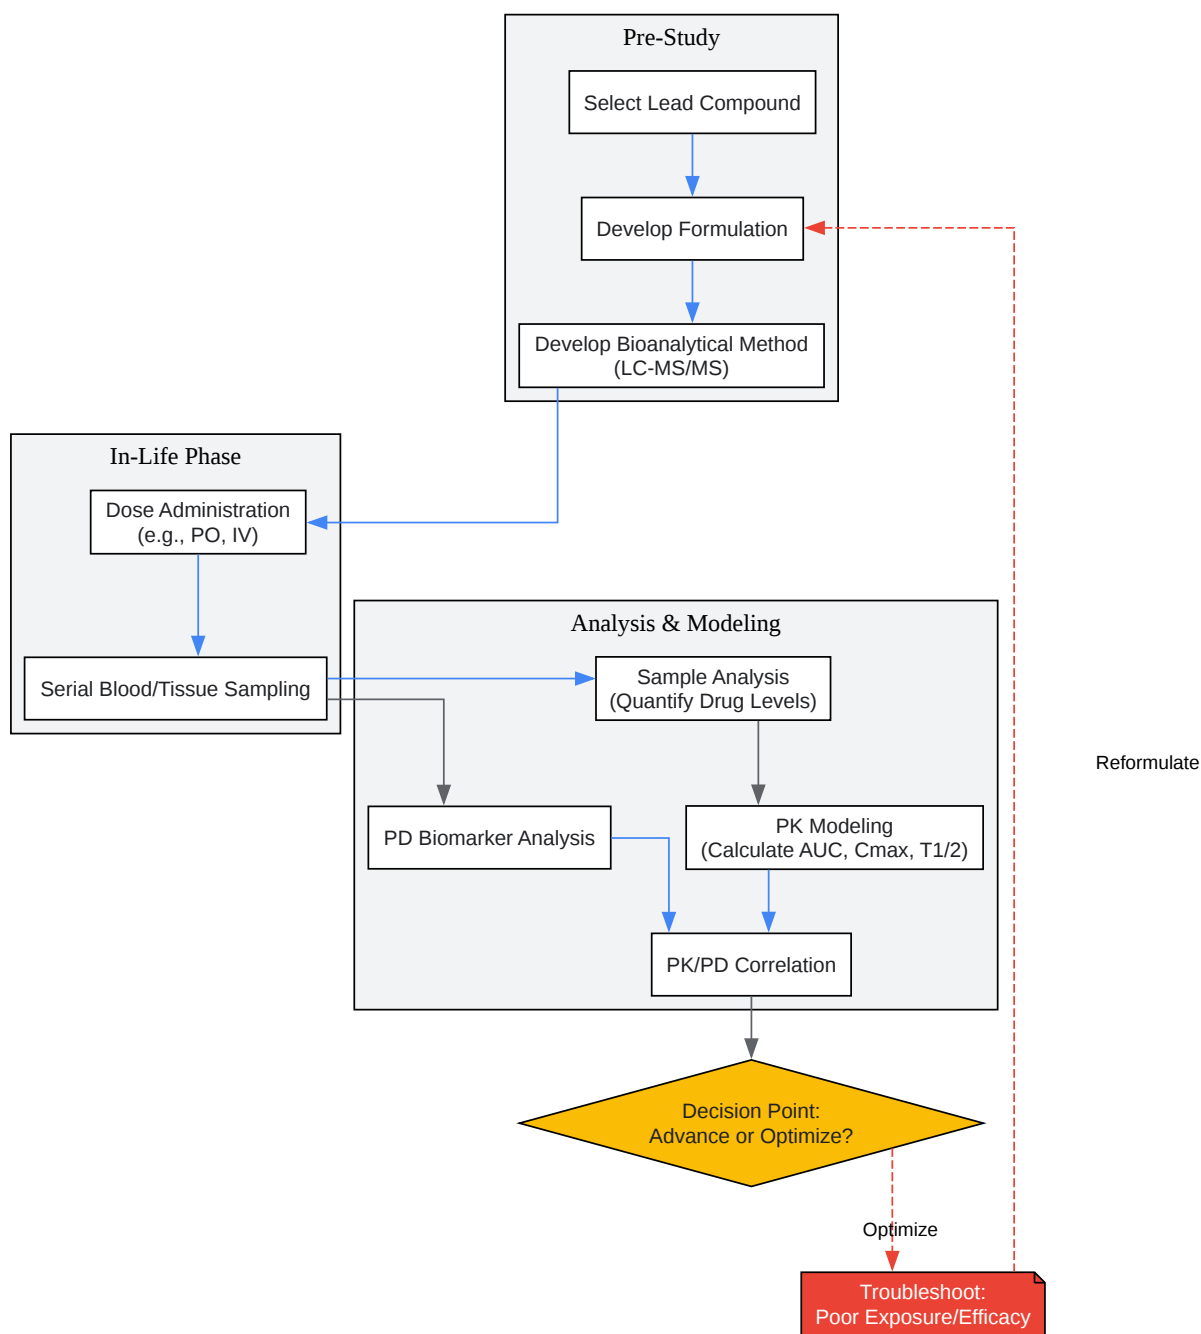 Pre-Study
Select Lead Compound
Develop Formulation
Develop Bioanalytical Method
(LC-MS/MS)
In-Life Phase
Dose Administration
(e.g., PO, IV)
Serial Blood/Tissue Sampling
Analysis & Modeling
Sample Analysis
(Quantify Drug Levels)
PD Biomarker Analysis
PK Modeling
(Calculate AUC, Cmax, T1/2)
PK/PD Correlation
Decision Point:
Advance or Optimize?
Optimize
Troubleshoot:
Poor Exposure/Efficacy
Reformulate